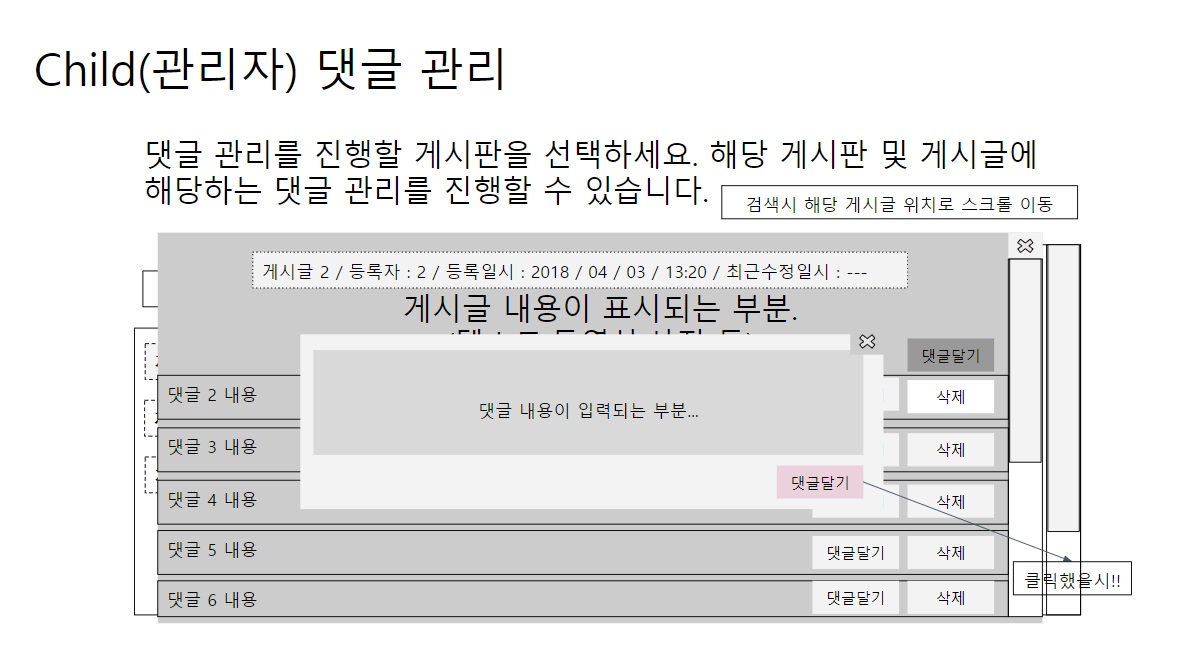 Child(관리자) 댓글 관리
댓글 관리를 진행할 게시판을 선택하세요. 해당 게시판 및 게시글에
해당하는 댓글 관리를 진행할 수 있습니다.
검색시 해당 게시글 위치로 스크롤 이동
게시글 2 / 등록자 : 2 / 등록일시 : 2018 / 04 / 03 / 13:20 / 최근수정일시 : ---
게시글 내용이 표시되는 부분.
댓글달기
댓글 2 내용
삭제
댓글 내용이 입력되는 부분...
댓글 3 내용
삭제
댓글달기
댓글 4 내용
삭제
댓글 5 내용
댓글달기
삭제
클릭했을시!!
댓글 6 내용
댓글달기
삭제